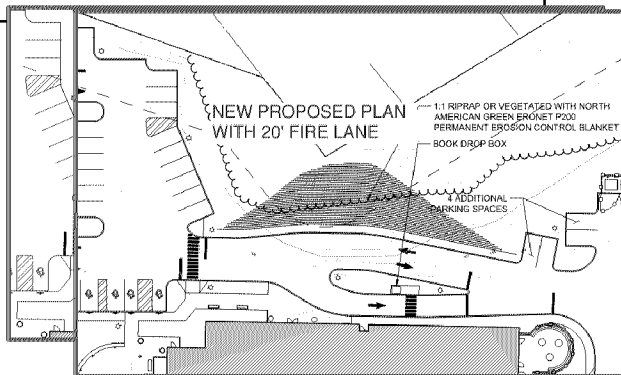 NEW PROPOSED PLAN
WITH 20' FIRE LANE
1:1 RIPRAP OR VEGETATED WITH NORTH
AMERICAN GREEN ERONET P200
PERMANENT EROSION CONTROL BLANKET
BOOK DROP BOX
4 ADDITIONAL
PARKING SPACES